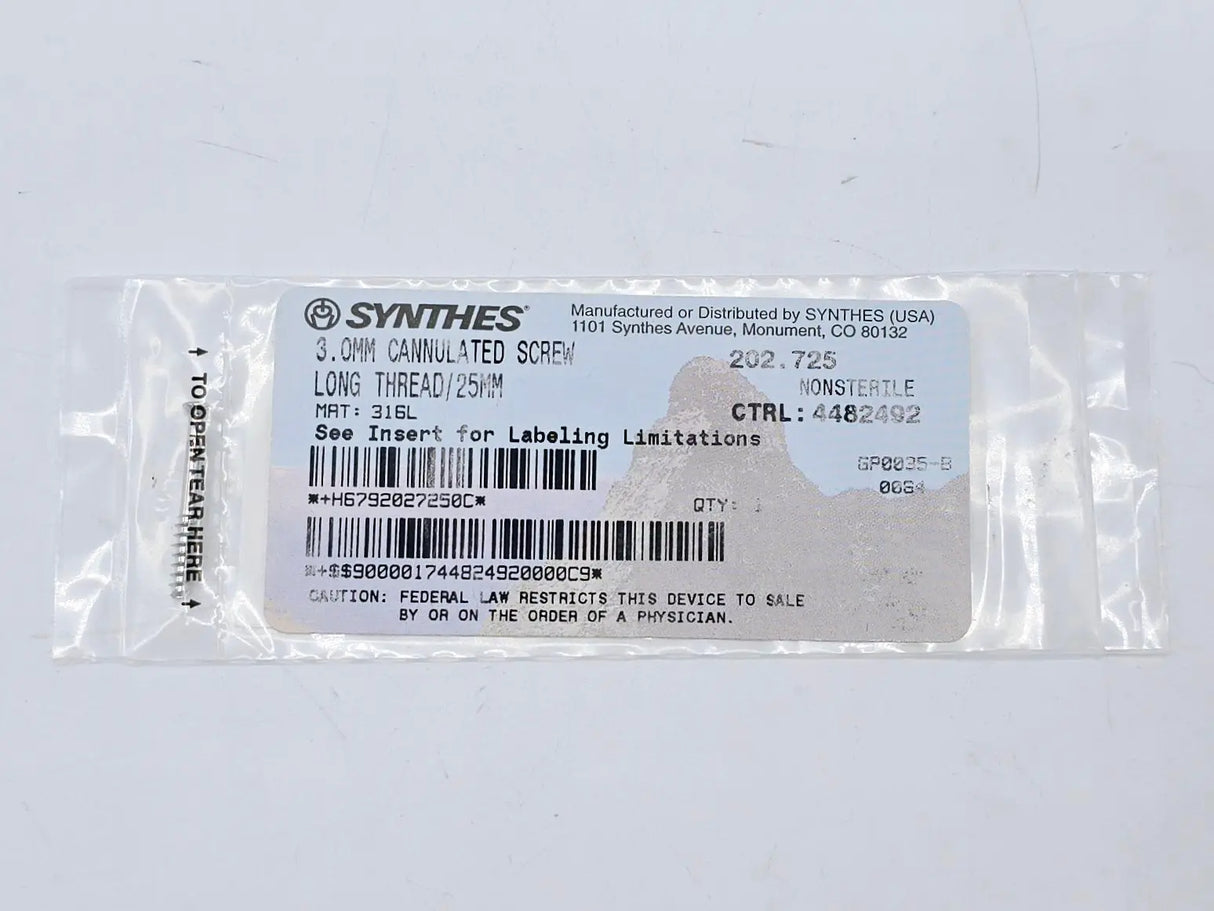 SYNTHES®
Manufactured or Distributed by SYNTHES (USA)
1101 Synthes Avenue, Monument, CO 80132
3.0MM CANNULATED SCREW
202.725
LONG THREAD/25MM
NONSTERILE
MAT: 316L
CTRL: 4482492
See Insert for Labeling Limitations
GP0035-B
*+H6792027250C*
QTY:
*+$$900001744824920000C9*
CAUTION: FEDERAL LAW RESTRICTS THIS DEVICE TO SALE
BY OR ON THE ORDER OF A PHYSICIAN.
TO OPEN TEAR HERE